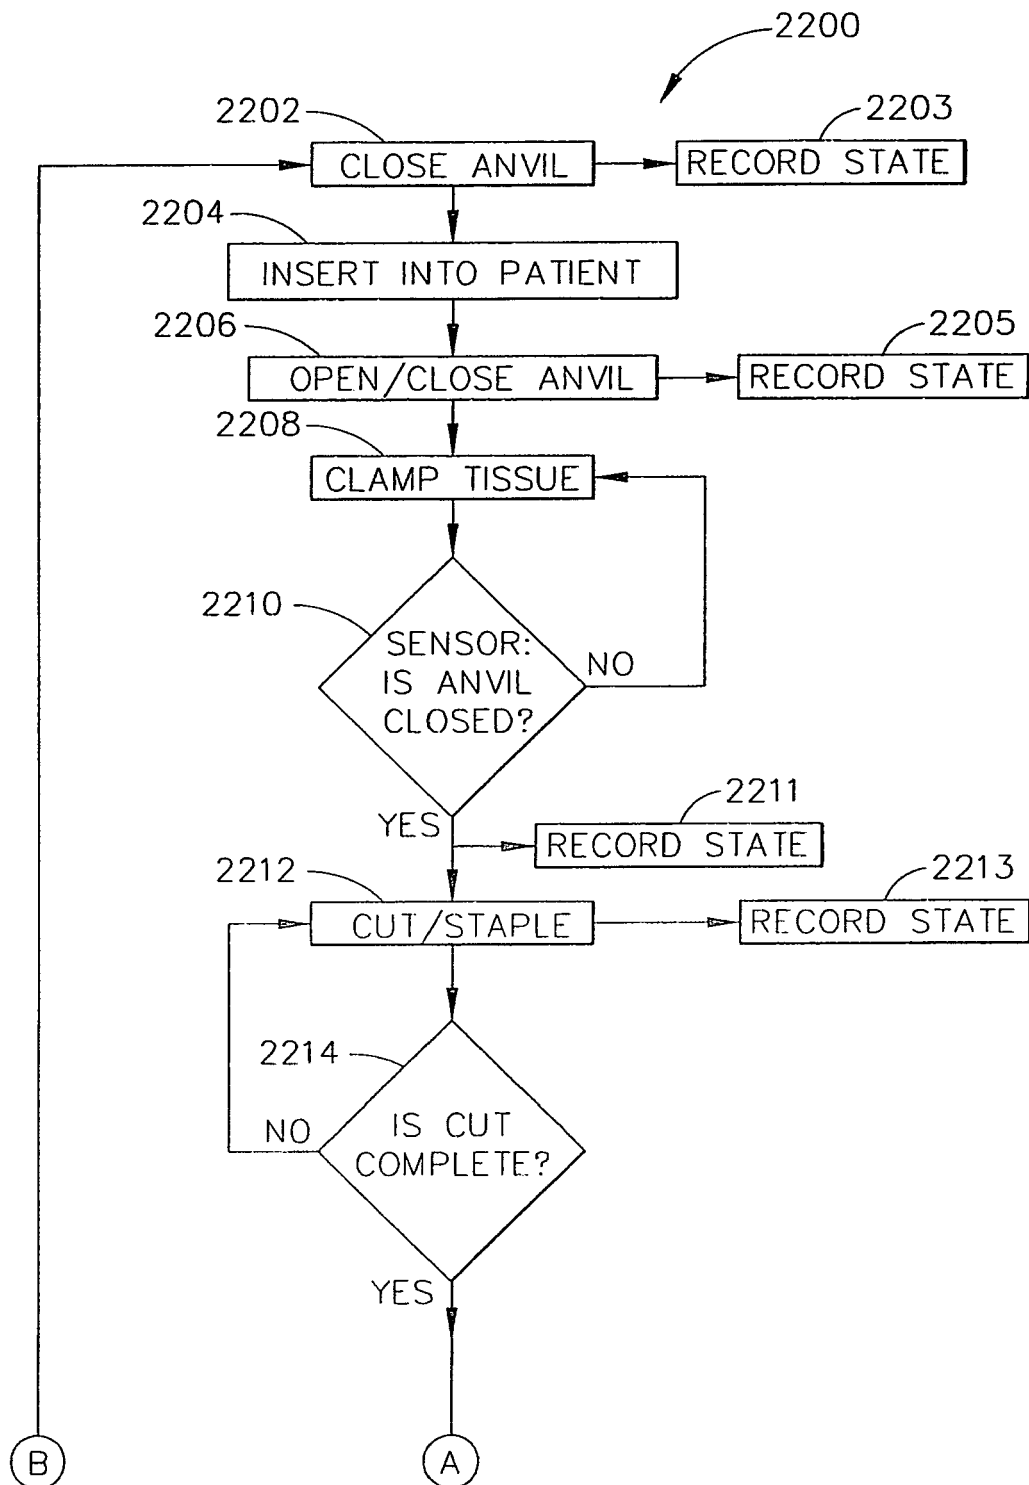 2200
2202
CLOSE ANVIL
2203
RECORD STATE
2204
INSERT INTO PATIENT
2206
OPEN/CLOSE ANVIL
2205
RECORD STATE
2208
CLAMP TISSUE
2210
SENSOR:
IS ANVIL
CLOSED?
NO
YES
2211
RECORD STATE
2212
CUT/STAPLE
2213
RECORD STATE
2214
IS CUT
COMPLETE?
NO
YES
B
A